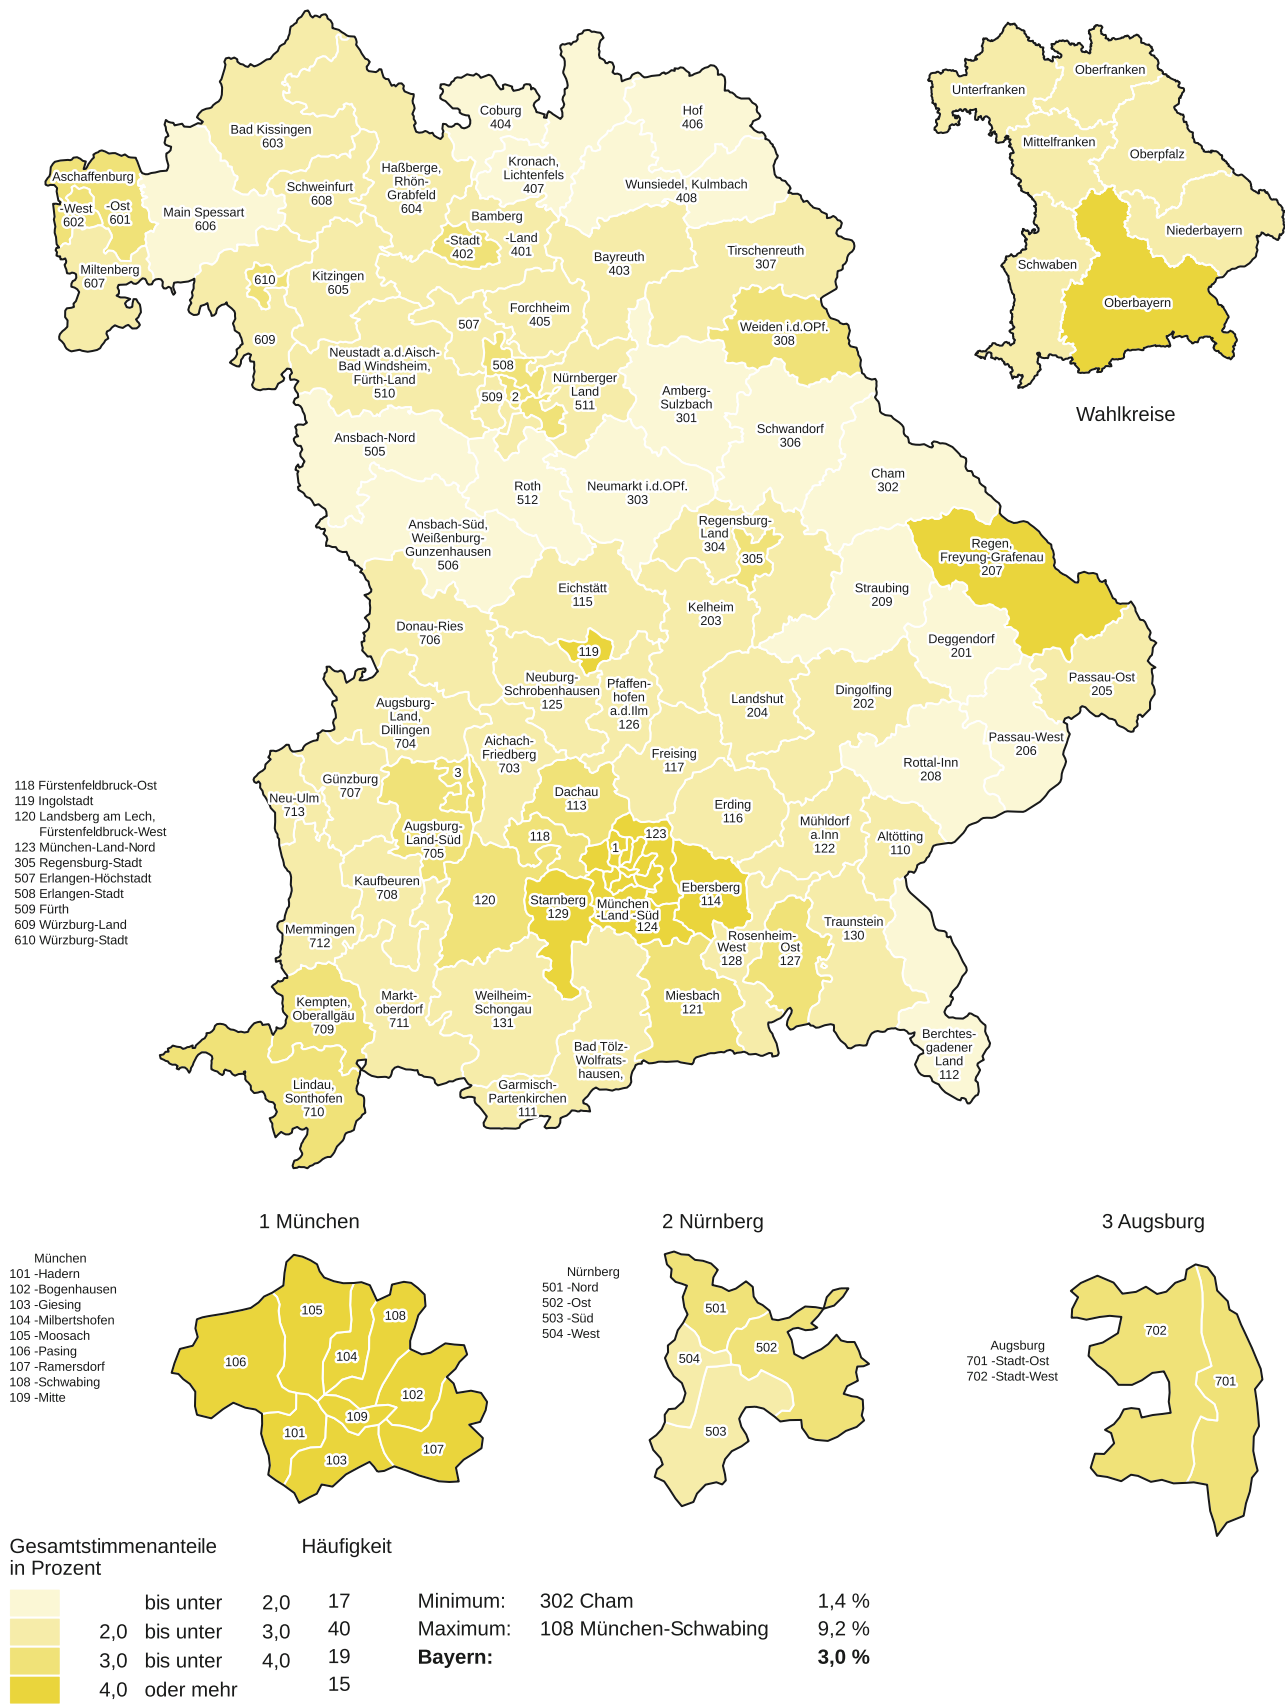 Bad Kissingen
603
Coburg
404
Hof
406
Kronach,
Lichtenfels
407
Wunsiedel, Kulmbach
408
Haßberge,
Rhön-
Grabfeld
604
Schweinfurt
608
Aschaffenburg
-West
602
-Ost
601
Main Spessart
606
Miltenberg
607
Bamberg
-Stadt
402
-Land
401
Bayreuth
403
Tirschenreuth
307
610
Kitzingen
605
Forchheim
405
507
609
Weiden i.d.OPf.
308
Neustadt a.d.Aisch-
Bad Windsheim,
Fürth-Land
510
508
509
2
Nürnberger
Land
511
Amberg-
Sulzbach
301
Schwandorf
306
Ansbach-Nord
505
Cham
302
Roth
512
Neumarkt i.d.OPf.
303
Ansbach-Süd,
Weißenburg-
Gunzenhausen
506
Regensburg-
Land
304
305
Regen,
Freyung-Grafenau
207
Eichstätt
115
Straubing
209
Kelheim
203
Donau-Ries
706
Deggendorf
201
119
Neuburg-
Schrobenhausen
125
Pfaffen-
hofen
a.d.Ilm
126
Landshut
204
Dingolfing
202
Passau-Ost
205
Augsburg-
Land,
Dillingen
704
Aichach-
Friedberg
703
Freising
117
Passau-West
206
Rottal-Inn
208
Günzburg
707
3
Neu-Ulm
713
Dachau
113
Erding
116
Mühldorf
a.Inn
122
Altötting
110
Augsburg-
Land-Süd
705
118
123
1
Kaufbeuren
708
120
Starnberg
129
München
-Land -Süd
124
Ebersberg
114
Memmingen
712
Rosenheim-
West
128
Ost
127
Traunstein
130
Kempten,
Oberallgäu
709
Markt-
oberdorf
711
Weilheim-
Schongau
131
Miesbach
121
Bad Tölz-
Wolfrats-
hausen,
Garmisch-
Partenkirchen
111
Berchtes-
gadener
Land
112
Lindau,
Sonthofen
710
Unterfranken
Oberfranken
Mittelfranken
Oberpfalz
Niederbayern
Schwaben
Oberbayern
Wahlkreise
118 Fürstenfeldbruck-Ost
119 Ingolstadt
120 Landsberg am Lech,
Fürstenfeldbruck-West
123 München-Land-Nord
305 Regensburg-Stadt
507 Erlangen-Höchstadt
508 Erlangen-Stadt
509 Fürth
609 Würzburg-Land
610 Würzburg-Stadt
1 München
München
101 -Hadern
102 -Bogenhausen
103 -Giesing
104 -Milbertshofen
105 -Moosach
106 -Pasing
107 -Ramersdorf
108 -Schwabing
109 -Mitte
105
108
104
106
102
109
101
103
107
2 Nürnberg
Nürnberg
501 -Nord
502 -Ost
503 -Süd
504 -West
501
502
504
503
3 Augsburg
Augsburg
701 -Stadt-Ost
702 -Stadt-West
702
701
Gesamtstimmenanteile
in Prozent
Häufigkeit
bis unter 2,0 17
2,0 bis unter 3,0 40
3,0 bis unter 4,0 19
4,0 oder mehr 15
Minimum: 302 Cham 1,4 %
Maximum: 108 München-Schwabing 9,2 %
Bayern: 3,0 %